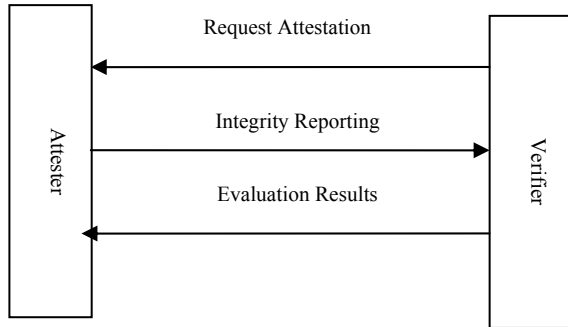 Request Attestation
Attester
Integrity Reporting
Verifier
Evaluation Results